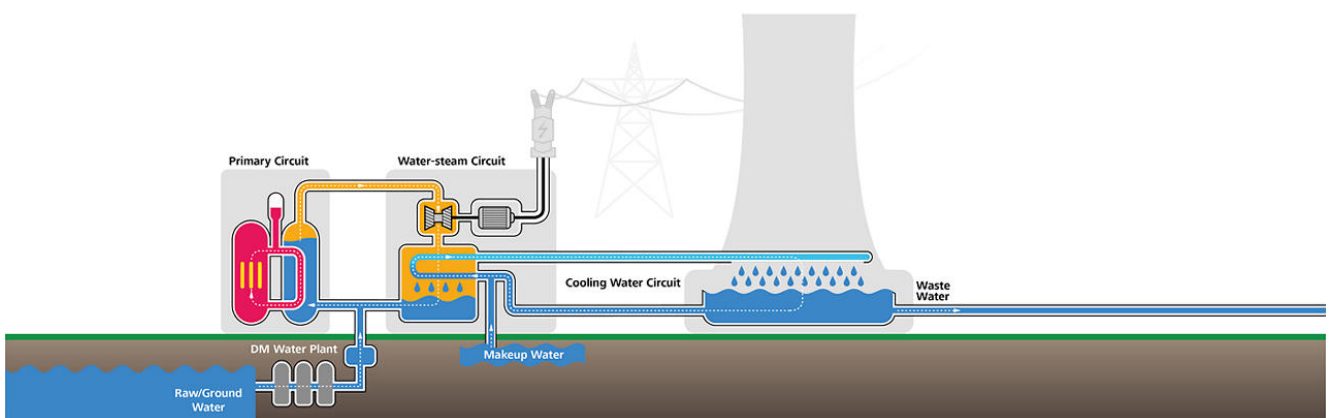 Primary Circuit
Water-steam Circuit
Cooling Water Circuit
Waste
Water
DM Water Plant
Makeup Water
Raw/Ground
Water